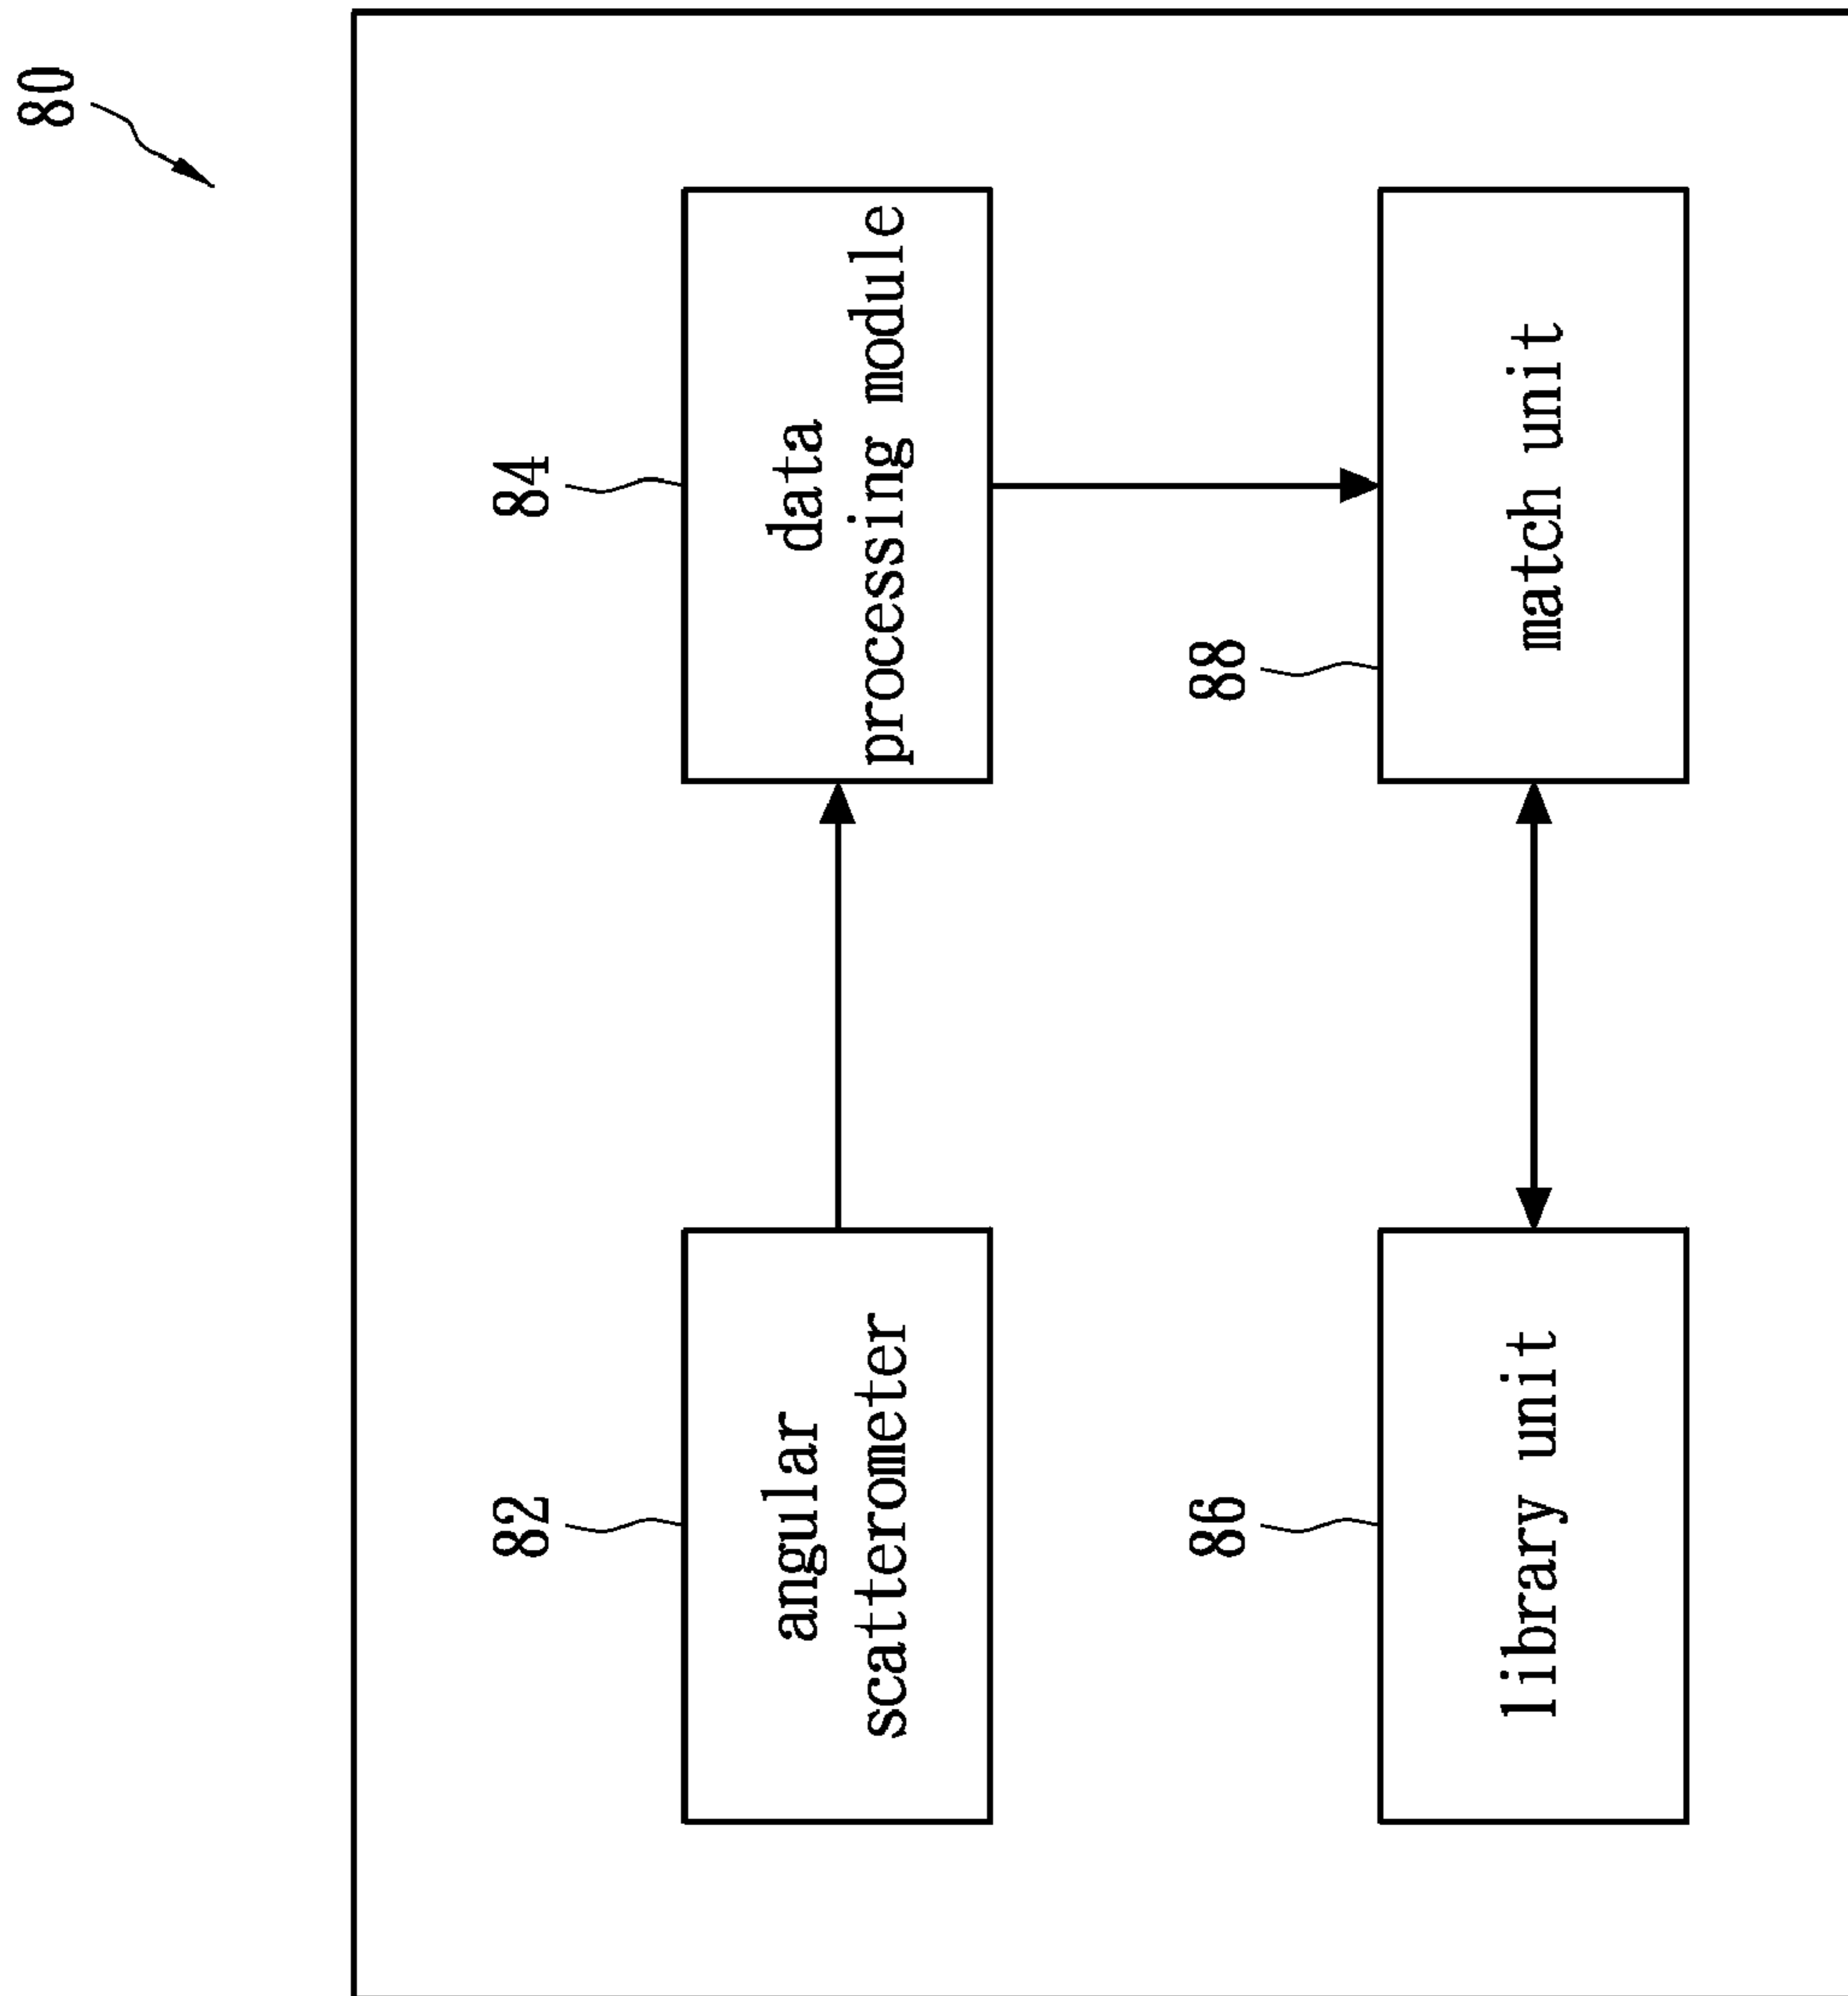 80
82
angular
scatterometer
84
data
processing module
86
library unit
88
match unit